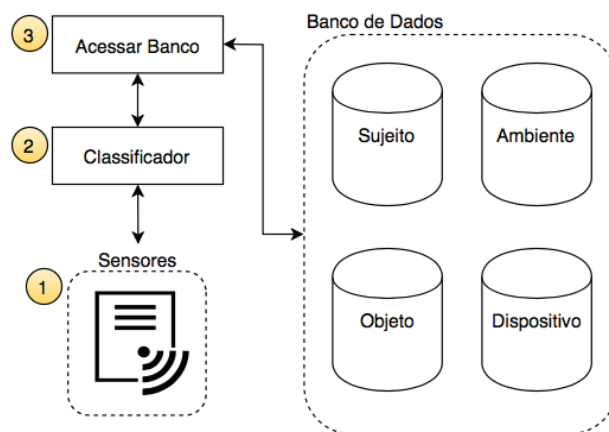 3
Acessar Banco
2
Classificador
Sensores
1
Banco de Dados
Sujeito
Ambiente
Objeto
Dispositivo